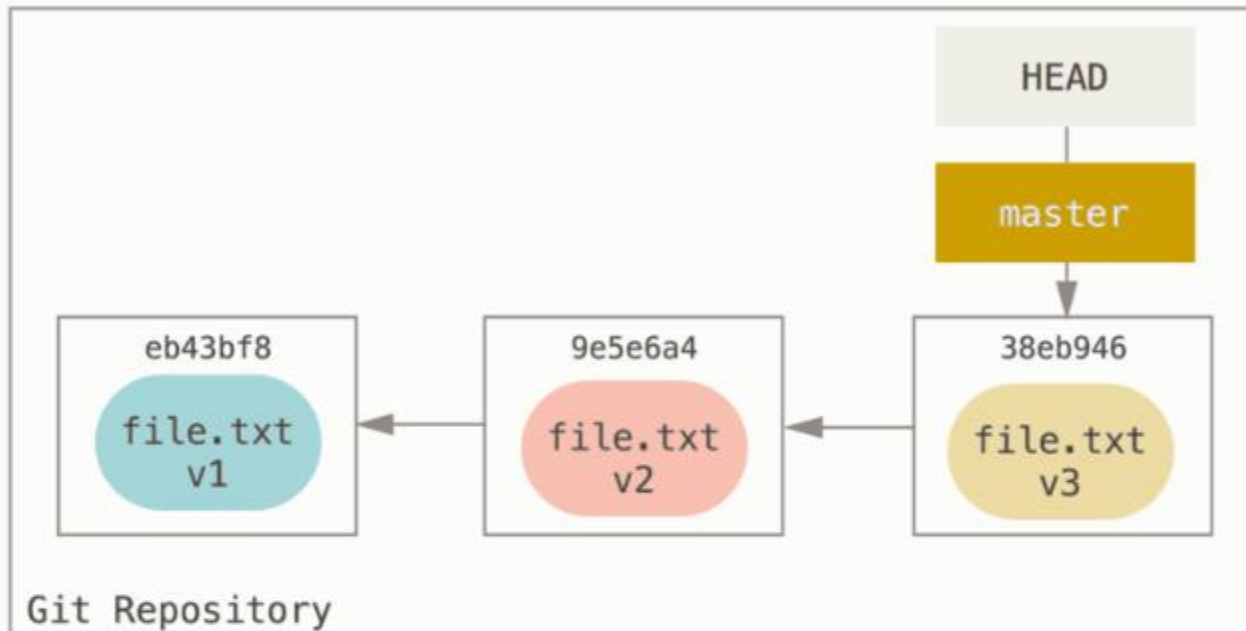 HEAD
master
eb43bf8
9e5e6a4
38eb946
file.txt
v1
file.txt
v2
file.txt
v3
Git Repository